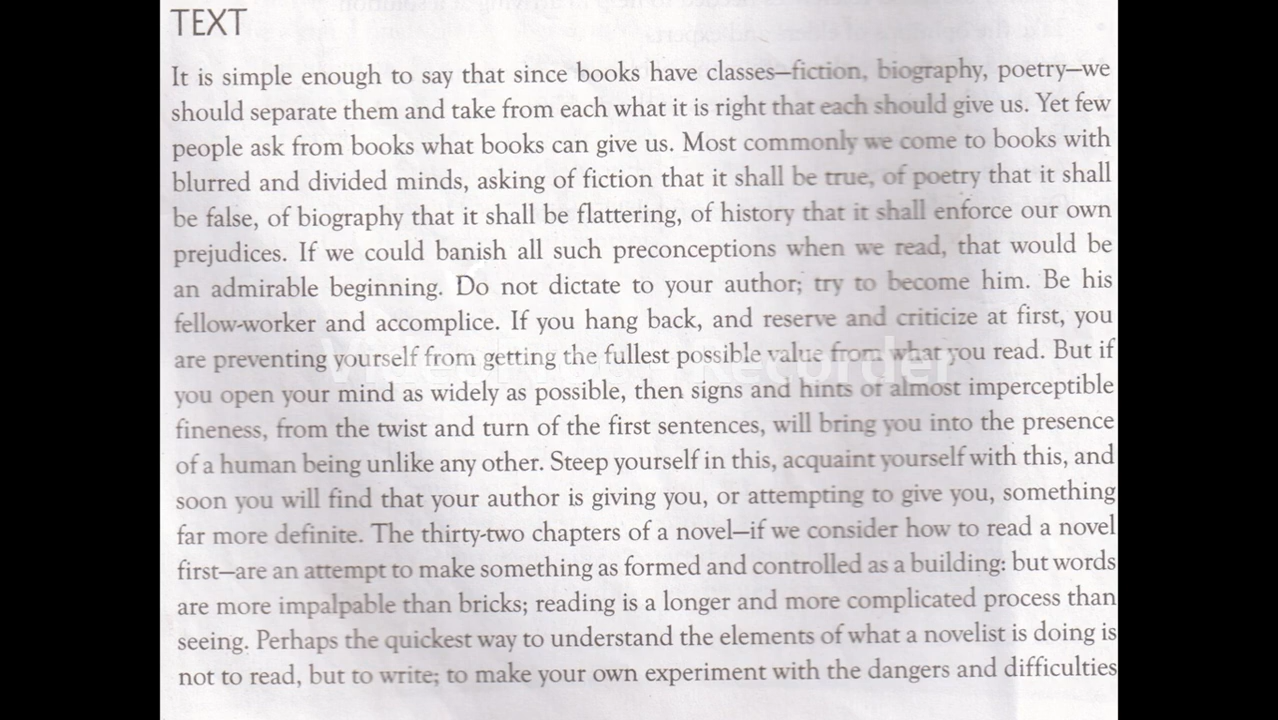 TEXT
It is simple enough to say that since books have classes—fiction, biography, poetry—we
should separate them and take from each what it is right that each should give us. Yet few
people ask from books what books can give us. Most commonly we come to books with
blurred and divided minds, asking of fiction that it shall be true, of poetry that it shall
be false, of biography that it shall be flattering, of history that it shall enforce our own
prejudices. If we could banish all such preconceptions when we read, that would be
an admirable beginning. Do not dictate to your author; try to become him. Be his
fellow-worker and accomplice. If you hang back, and reserve and criticize at first, you
are preventing yourself from getting the fullest possible value from what you read. But if
you open your mind as widely as possible, then signs and hints of almost imperceptible
fineness, from the twist and turn of the first sentences, will bring you into the presence
of a human being unlike any other. Steep yourself in this, acquaint yourself with this, and
soon you will find that your author is giving you, or attempting to give you, something
far more definite. The thirty-two chapters of a novel—if we consider how to read a novel
first—are an attempt to make something as formed and controlled as a building: but words
are more impalpable than bricks; reading is a longer and more complicated process than
seeing. Perhaps the quickest way to understand the elements of what a novelist is doing is
not to read, but to write; to make your own experiment with the dangers and difficulties